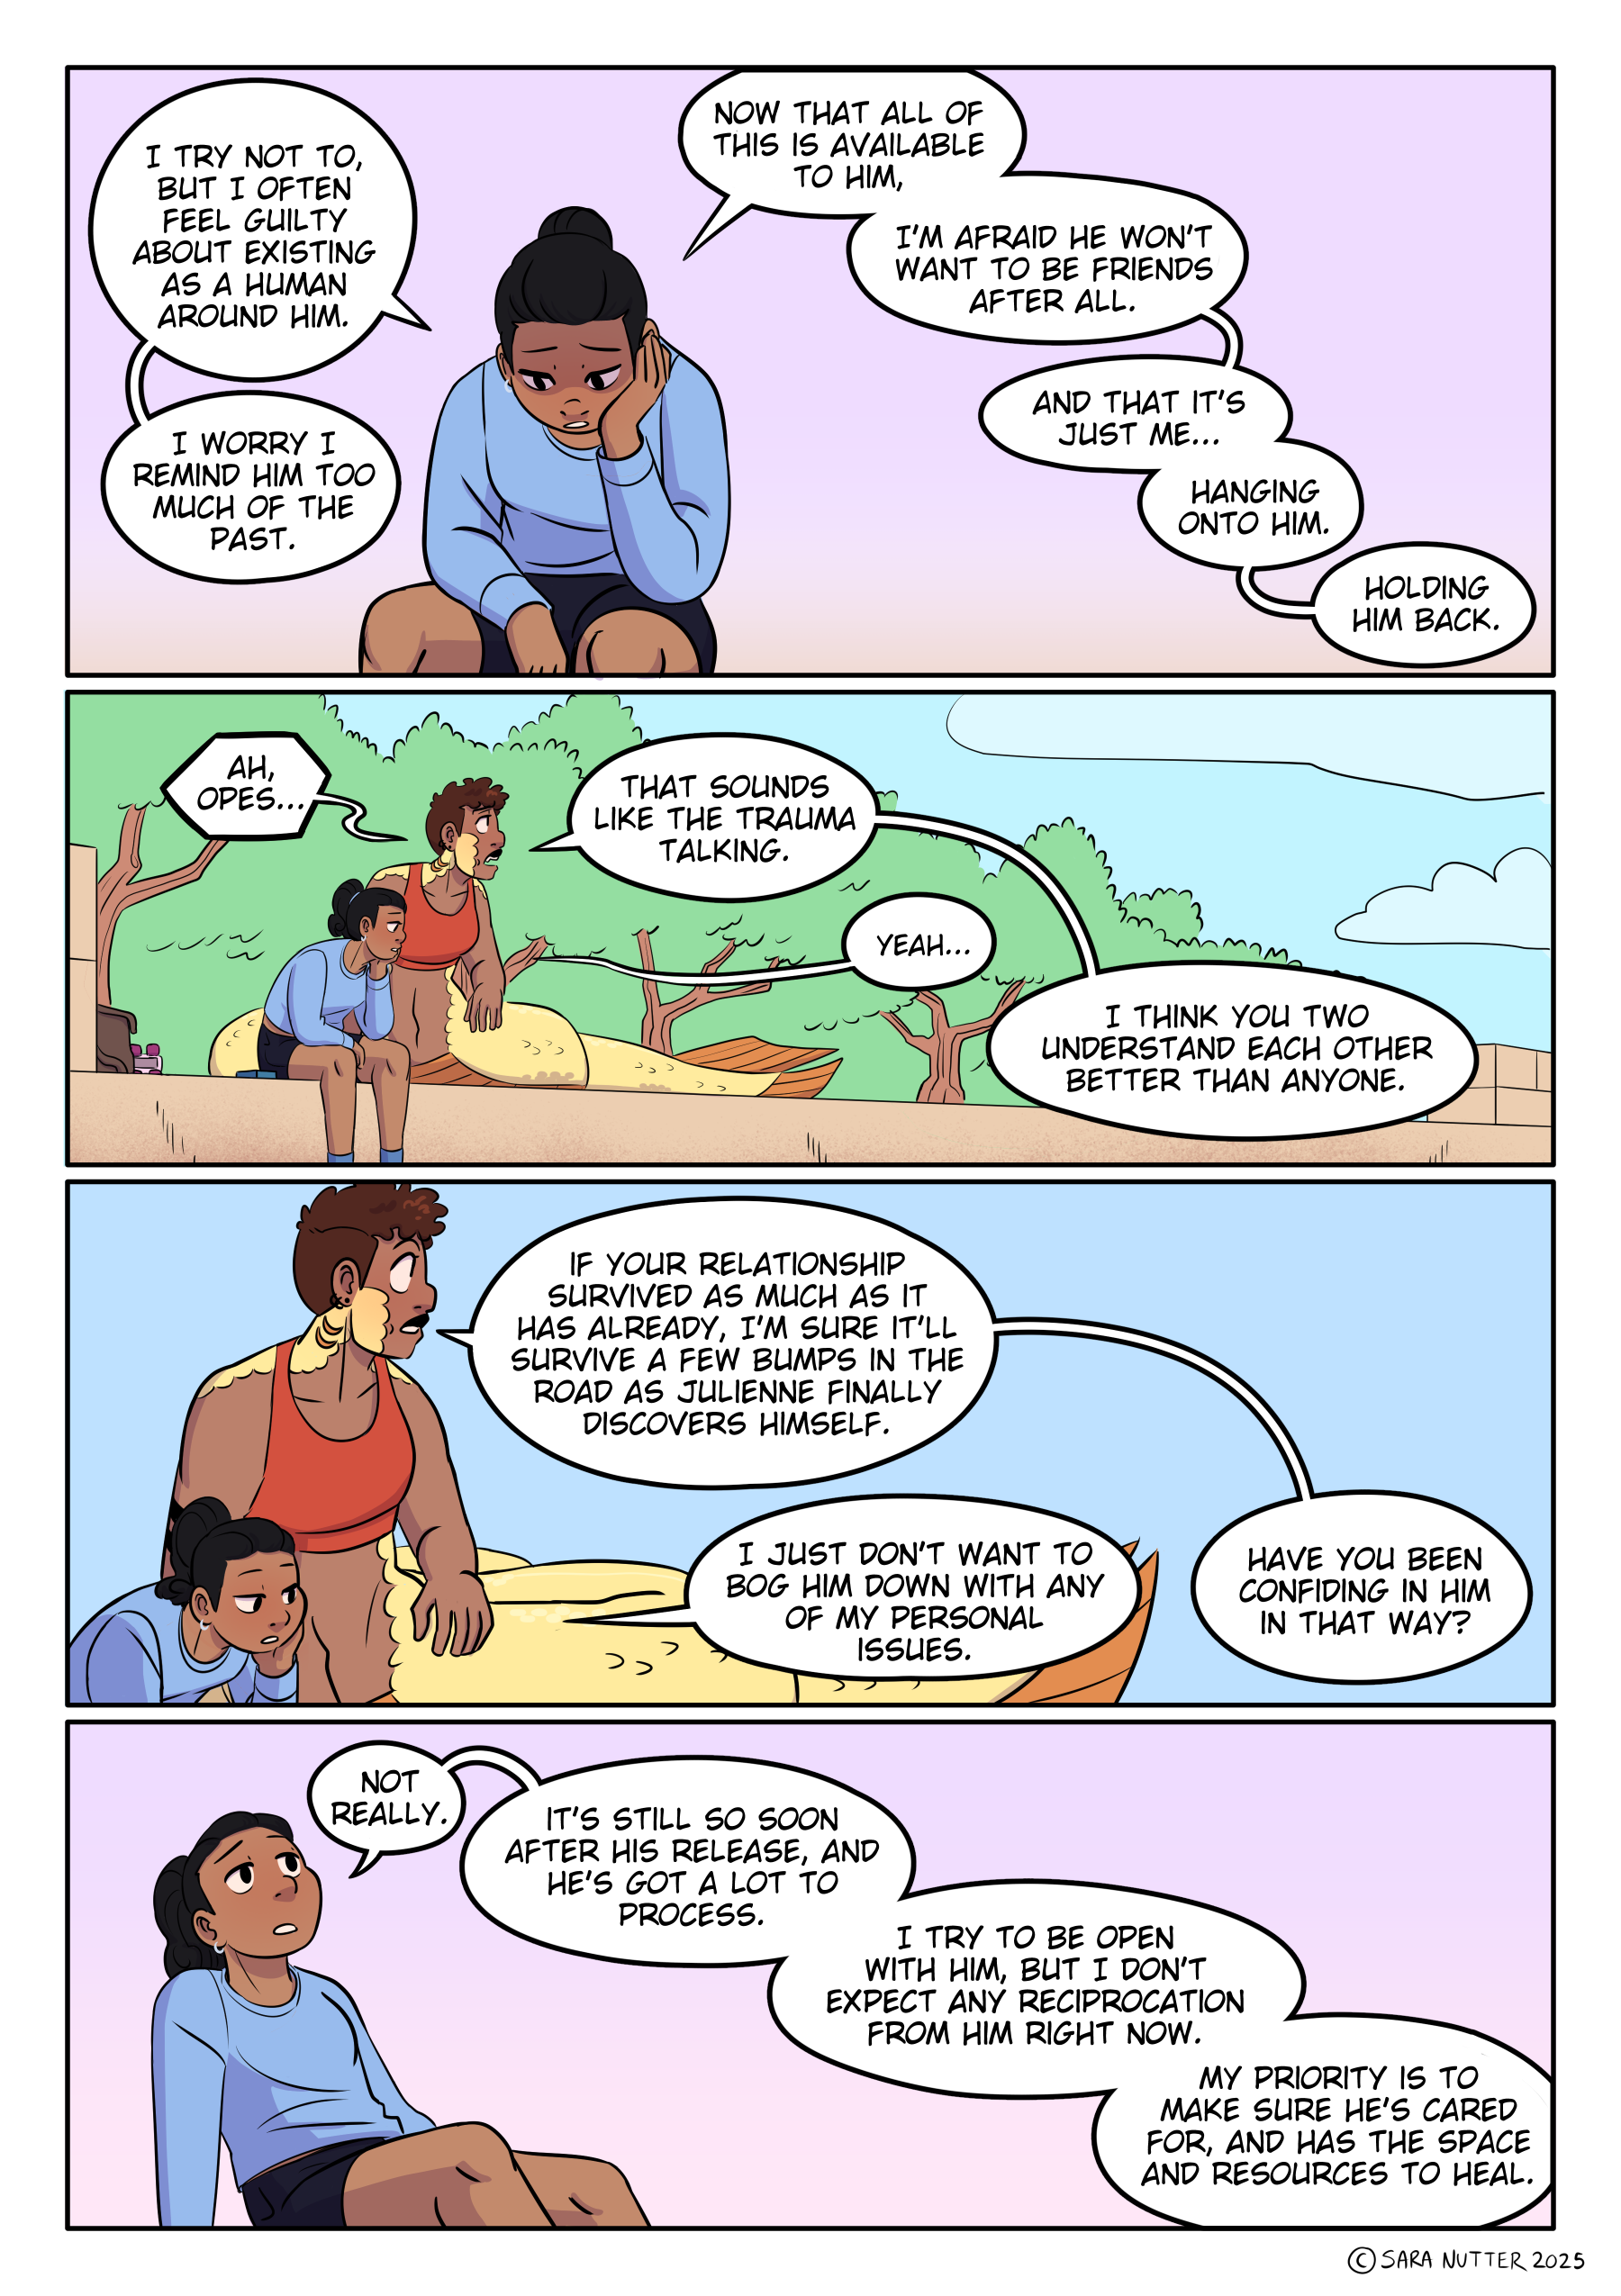 I TRY NOT TO,
BUT I OFTEN
FEEL GUILTY
ABOUT EXISTING
AS A HUMAN
AROUND HIM.
I WORRY I
REMIND HIM TOO
MUCH OF THE
PAST.
NOW THAT ALL OF
THIS IS AVAILABLE
TO HIM,
I'M AFRAID HE WON'T
WANT TO BE FRIENDS
AFTER ALL.
AND THAT IT'S
JUST ME...
HANGING
ONTO HIM.
HOLDING
HIM BACK.
AH,
OPES...
THAT SOUNDS
LIKE THE TRAUMA
TALKING.
YEAH...
I THINK YOU TWO
UNDERSTAND EACH OTHER
BETTER THAN ANYONE.
IF YOUR RELATIONSHIP
SURVIVED AS MUCH AS IT
HAS ALREADY, I'M SURE IT'LL
SURVIVE A FEW BUMPS IN THE
ROAD AS JULIENNE FINALLY
DISCOVERS HIMSELF.
HAVE YOU BEEN
CONFIDING IN HIM
IN THAT WAY?
I JUST DON'T WANT TO
BOG HIM DOWN WITH ANY
OF MY PERSONAL
ISSUES.
NOT
REALLY.
IT'S STILL SO SOON
AFTER HIS RELEASE, AND
HE'S GOT A LOT TO
PROCESS.
I TRY TO BE OPEN
WITH HIM, BUT I DON'T
EXPECT ANY RECIPROCATION
FROM HIM RIGHT NOW.
MY PRIORITY IS TO
MAKE SURE HE'S CARED
FOR, AND HAS THE SPACE
AND RESOURCES TO HEAL.
© SARA NUTTER 2025